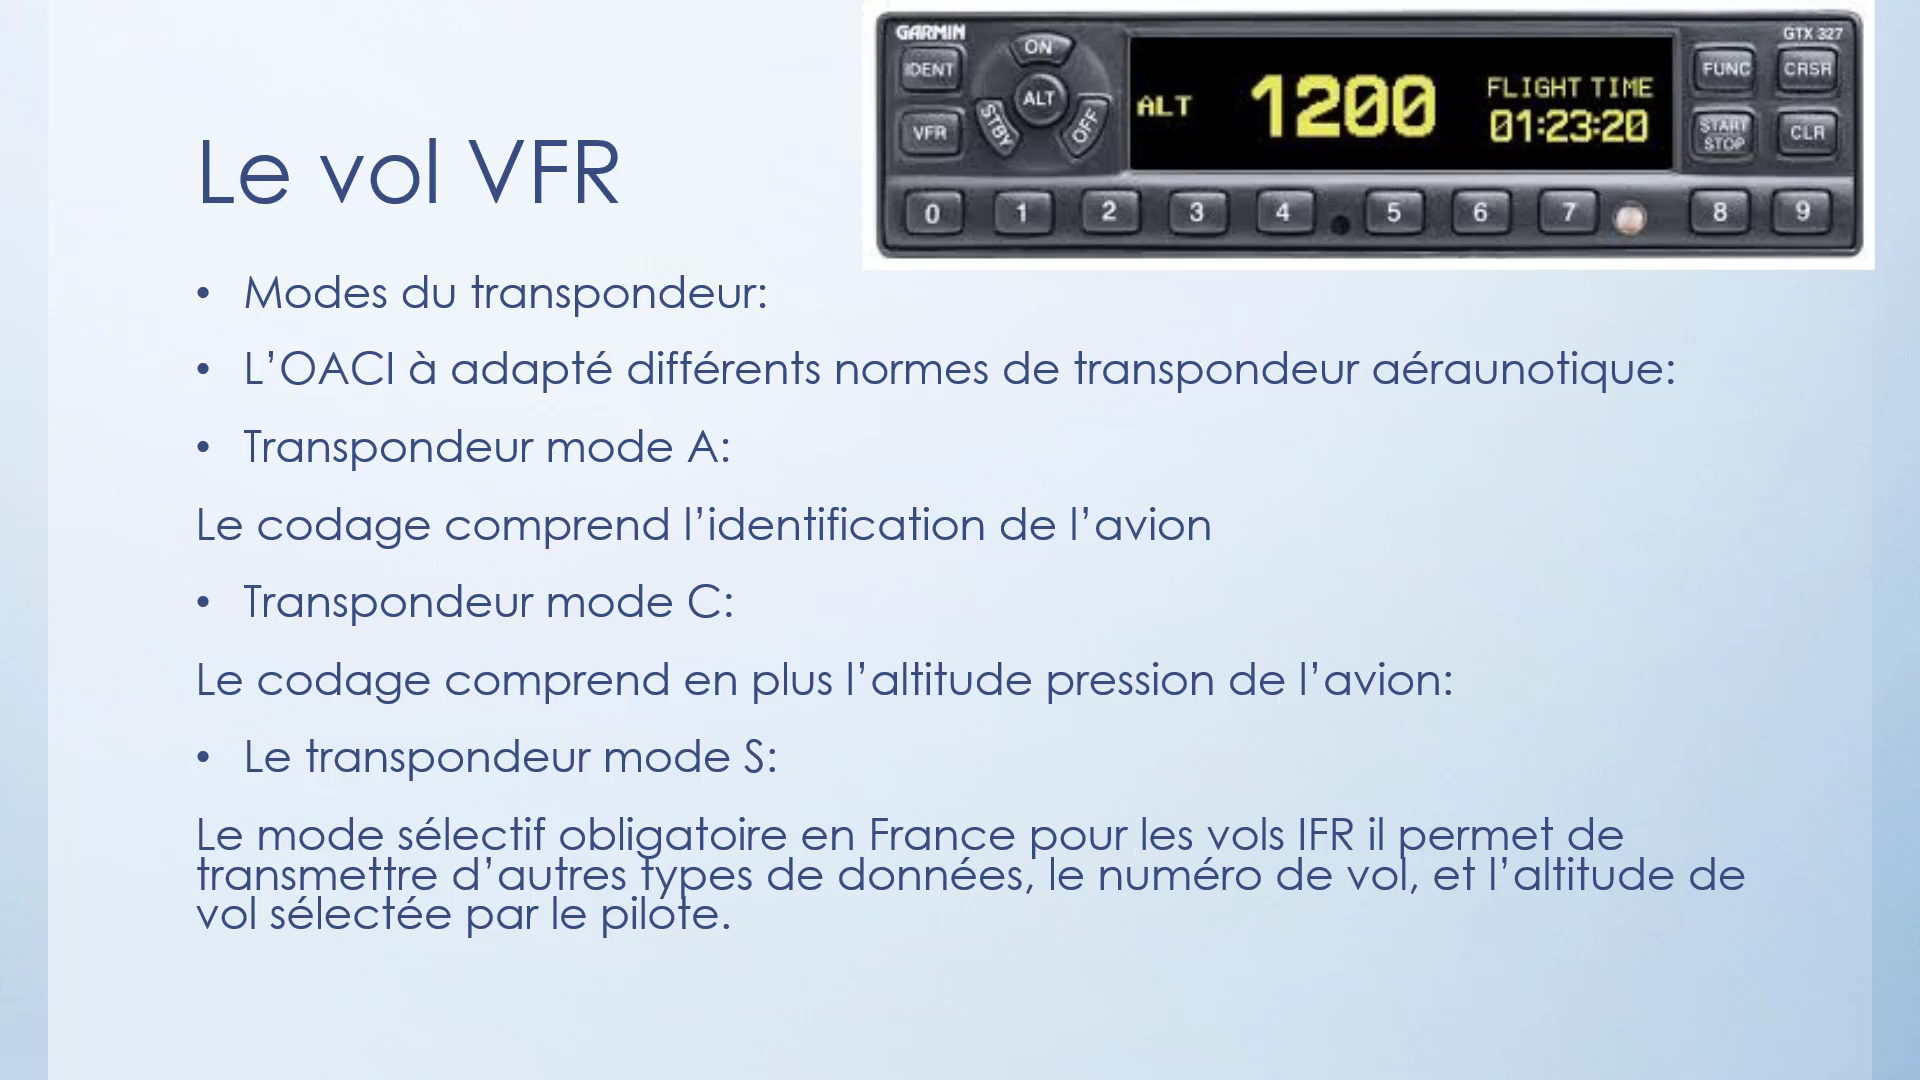 GARMIN
GTX 327
IDENT
ON
ALT
STBY
OFF
VFR
ALT
1200
FLIGHT TIME
01:23:20
FUNC
CRSR
START
STOP
CLR
0 1 2 3 4 5 6 7 8 9
Le vol VFR
• Modes du transpondeur:
• L’OACI à adapté différents normes de transpondeur aéraunotique:
• Transpondeur mode A:
Le codage comprend l’identification de l’avion
• Transpondeur mode C:
Le codage comprend en plus l’altitude pression de l’avion:
• Le transpondeur mode S:
Le mode sélectif obligatoire en France pour les vols IFR il permet de
transmettre d’autres types de données, le numéro de vol, et l’altitude de
vol sélectée par le pilote.